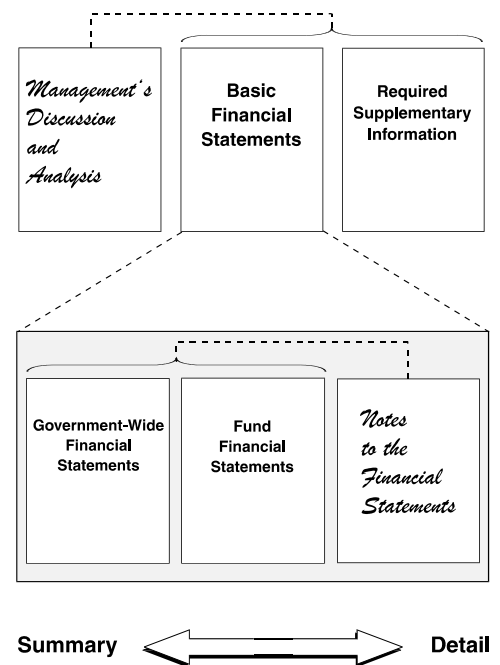 Management's
Discussion
and
Analysis
Basic
Financial
Statements
Required
Supplementary
Information
Government-Wide
Financial
Statements
Fund
Financial
Statements
Notes
to the
Financial
Statements
Summary
Detail